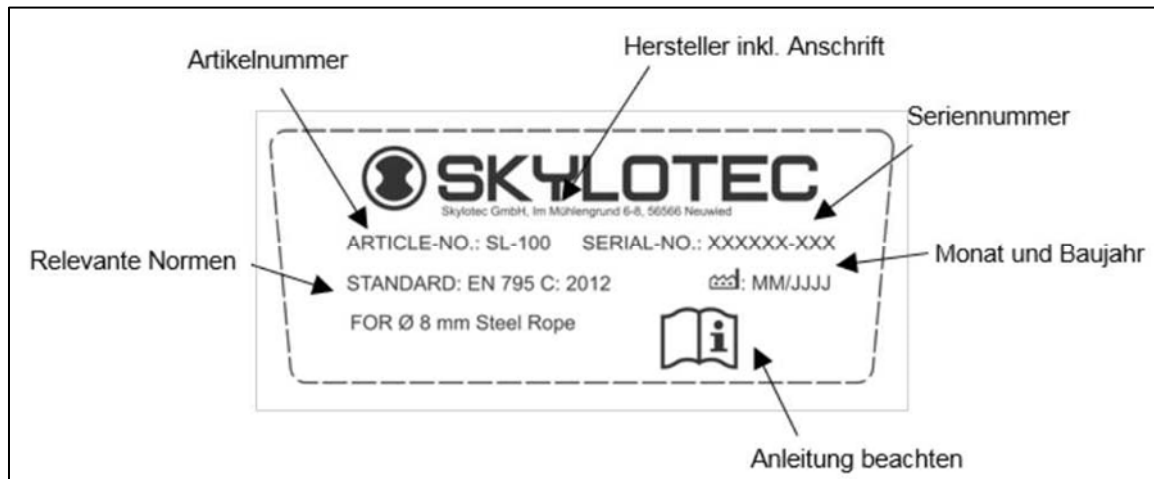 Artikelnummer
Hersteller inkl. Anschrift
Seriennummer
SKYLOTEC
Skylotec GmbH, Im Mühlengrund 6-8, 56566 Neuwied
ARTICLE-NO.: SL-100 SERIAL-NO.: XXXXXX-XXX
Relevante Normen
Monat und Baujahr
STANDARD: EN 795 C: 2012 : MM/JJJJ
FOR Ø 8 mm Steel Rope
i
Anleitung beachten